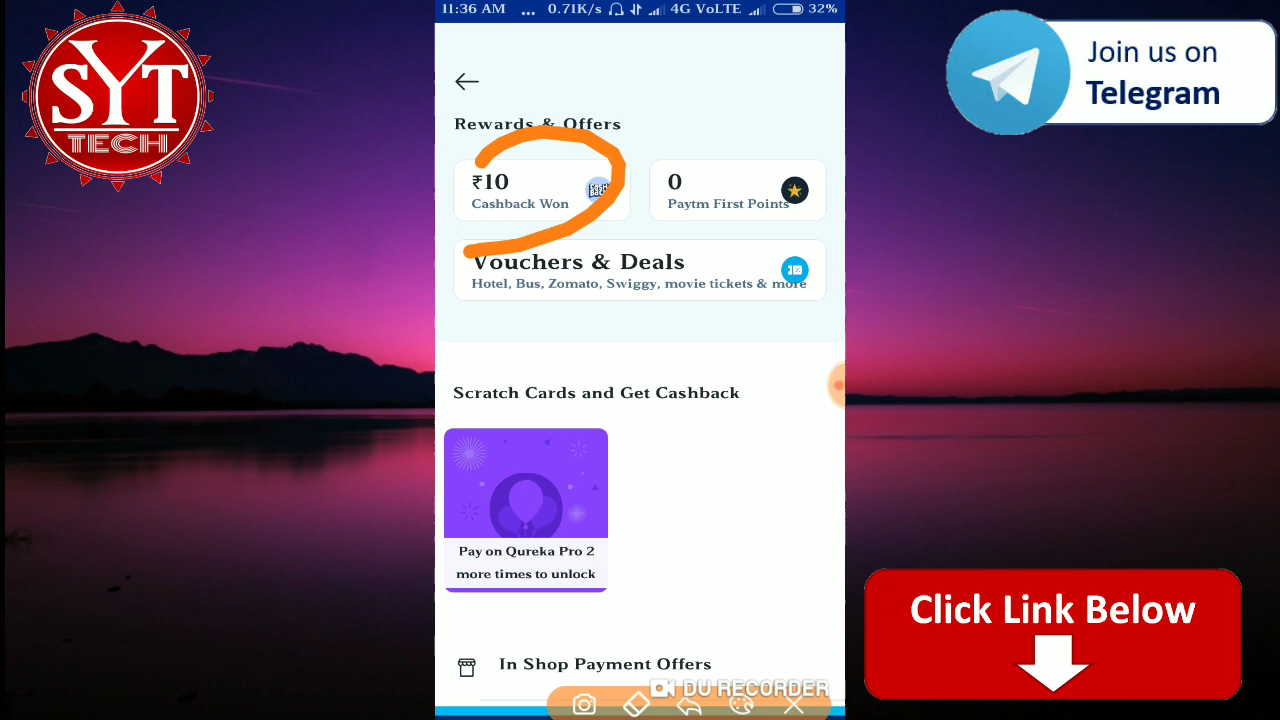 11:36 AM ... 0.71K/s 4G VoLTE 32%
SYT
TECH
Join us on
Telegram
Rewards & Offers
₹10
Cashback Won
CASH BACK
0
Paytm First Points
Vouchers & Deals
Hotel, Bus, Zomato, Swiggy, movie tickets & more
Scratch Cards and Get Cashback
Pay on Qureka Pro 2
more times to unlock
In Shop Payment Offers
DU RECORDER
Click Link Below